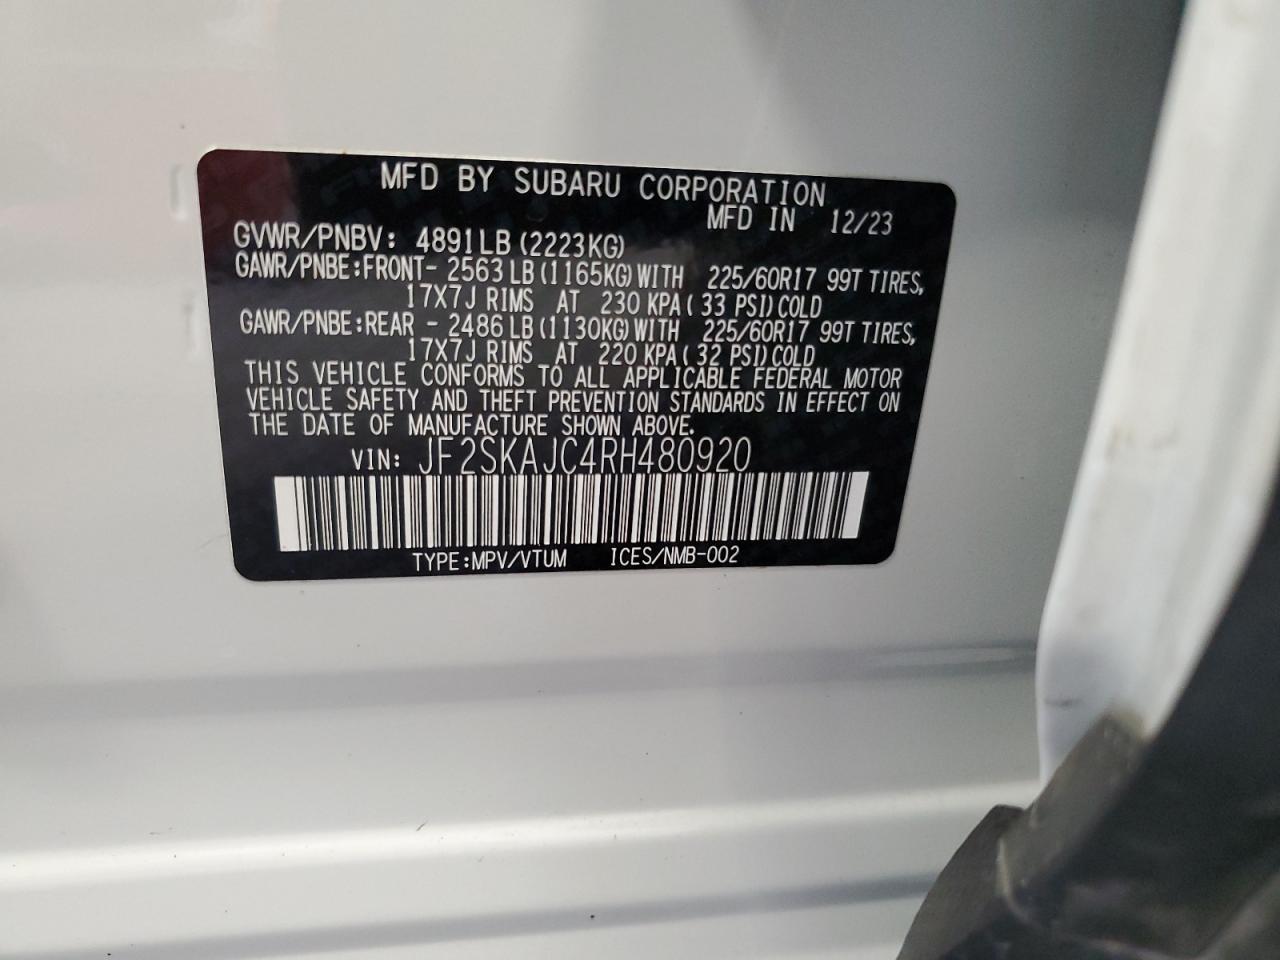 MFD BY SUBARU CORPORATION
MFD IN 12/23
GVWR/PNBV: 4891LB (2223KG)
GAWR/PNBE:FRONT- 2563LB(1165KG)WITH 225/60R17 99T TIRES,
17X7J RIMS AT 230 KPA( 33 PSI)COLD
GAWR/PNBE:REAR - 2486LB(1130KG)WITH 225/60R17 99T TIRES,
17X7J RIMS AT 220 KPA( 32 PSI)COLD
THIS VEHICLE CONFORMS TO ALL APPLICABLE FEDERAL MOTOR
VEHICLE SAFETY AND THEFT PREVENTION STANDARDS IN EFFECT ON
THE DATE OF MANUFACTURE SHOWN ABOVE.
VIN: JF2SKAJC4RH480920
TYPE:MPV/VTUM ICES/NMB-002